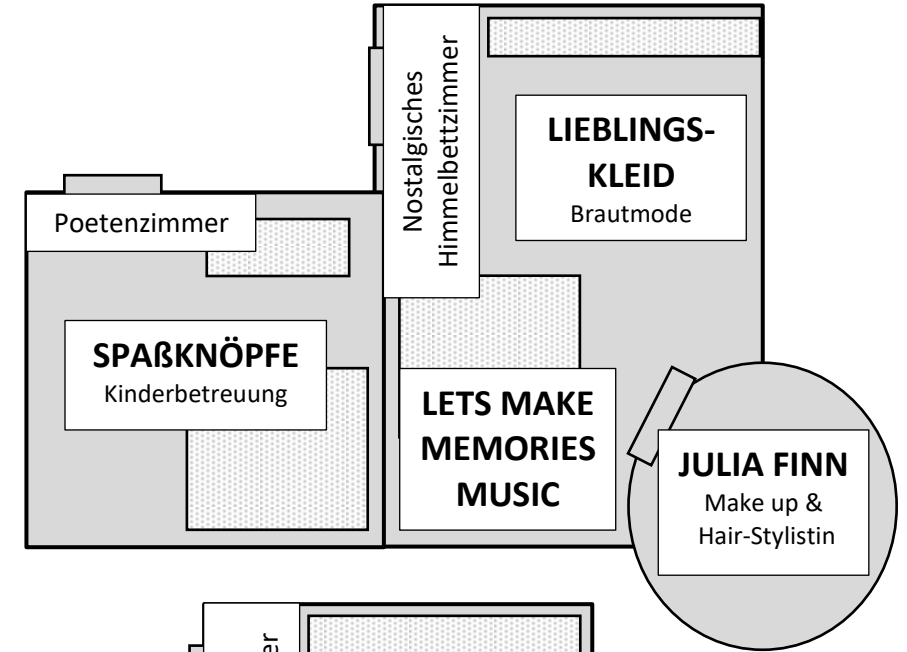 Nostalgisches
Himmelbettzimmer
LIEBLINGS-
KLEID
Brautmode
Poetenzimmer
SPAßKNÖPFE
Kinderbetreuung
LETS MAKE
MEMORIES
MUSIC
JULIA FINN
Make up &
Hair-Stylistin